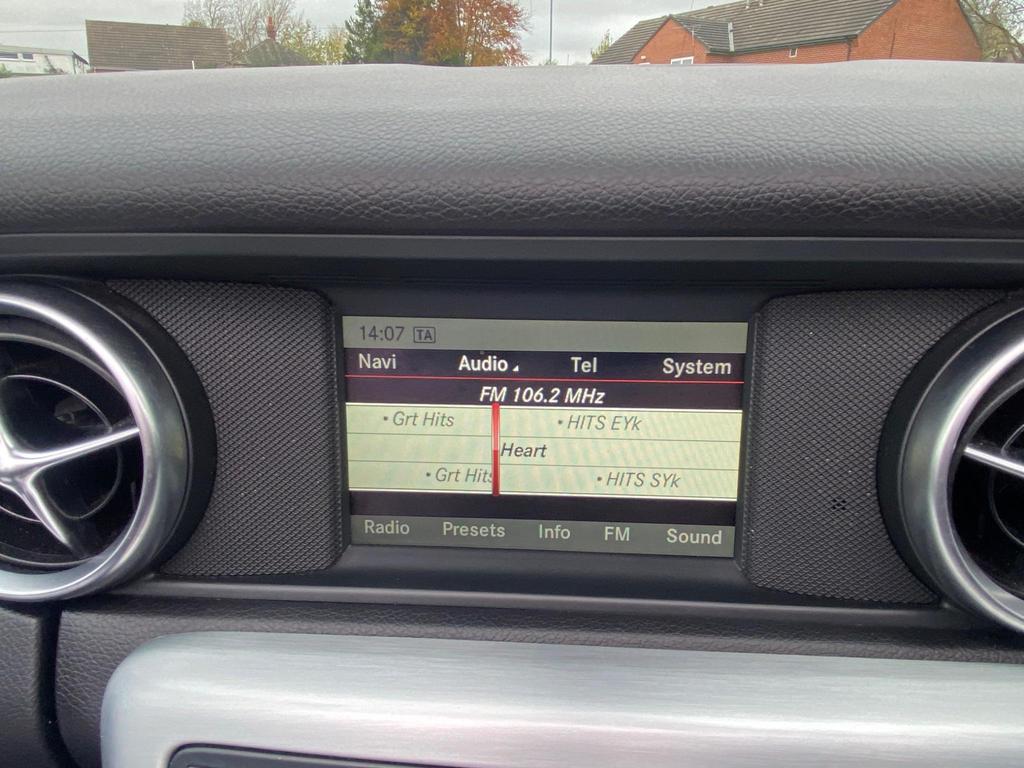 14:07 TA
Navi Audio Tel System
FM 106.2 MHz
• Grt Hits • HITS EYk
Heart
• Grt Hits • HITS SYk
Radio Presets Info FM Sound